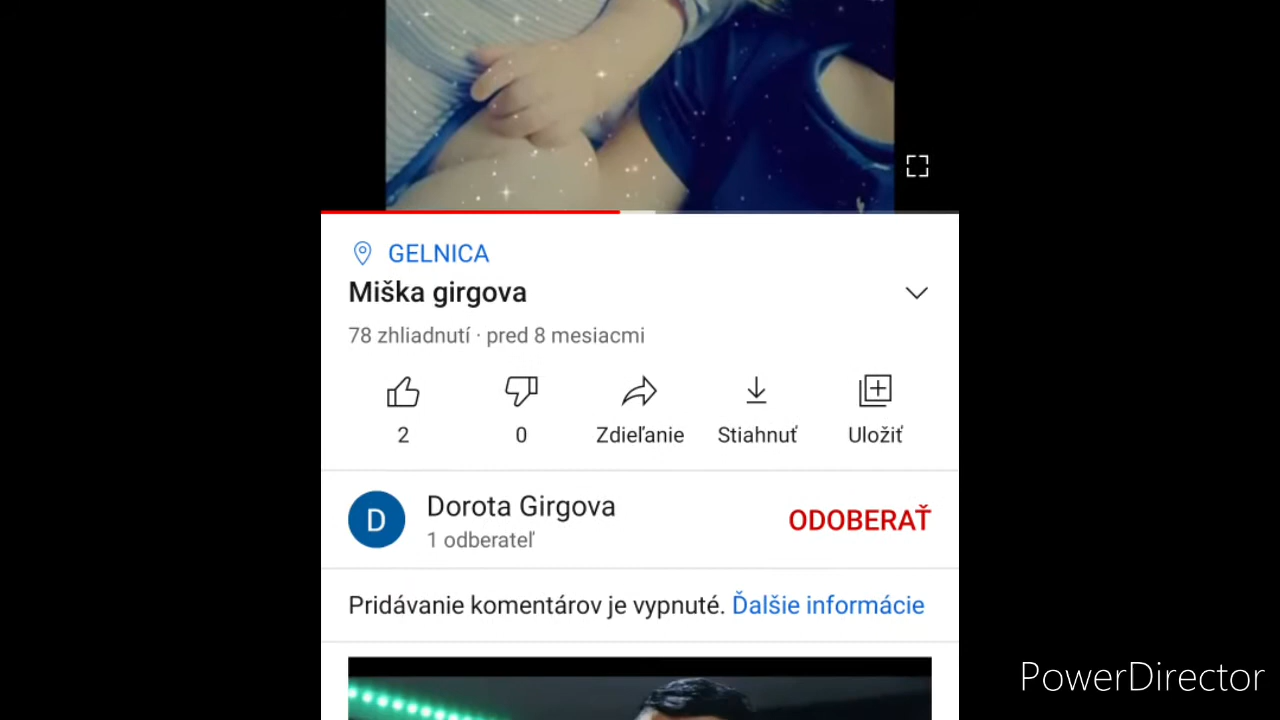 GELNICA
Miška girgova
78 zhliadnutí · pred 8 mesiacmi
2
0
Zdieľanie
Stiahnuť
Uložiť
D
Dorota Girgova
1 odberateľ
ODOBERAŤ
Pridávanie komentárov je vypnuté. Ďalšie informácie
PowerDirector